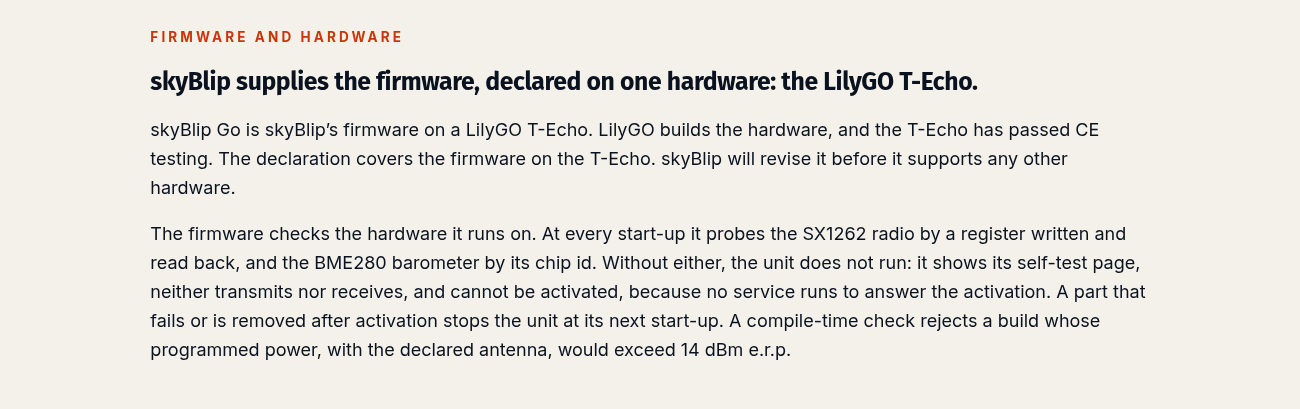 FIRMWARE AND HARDWARE
skyBlip supplies the firmware, declared on one hardware: the LilyGO T-Echo.
skyBlip Go is skyBlip’s firmware on a LilyGO T-Echo. LilyGO builds the hardware, and the T-Echo has passed CE
testing. The declaration covers the firmware on the T-Echo. skyBlip will revise it before it supports any other
hardware.
The firmware checks the hardware it runs on. At every start-up it probes the SX1262 radio by a register written and
read back, and the BME280 barometer by its chip id. Without either, the unit does not run: it shows its self-test page,
neither transmits nor receives, and cannot be activated, because no service runs to answer the activation. A part that
fails or is removed after activation stops the unit at its next start-up. A compile-time check rejects a build whose
programmed power, with the declared antenna, would exceed 14 dBm e.r.p.